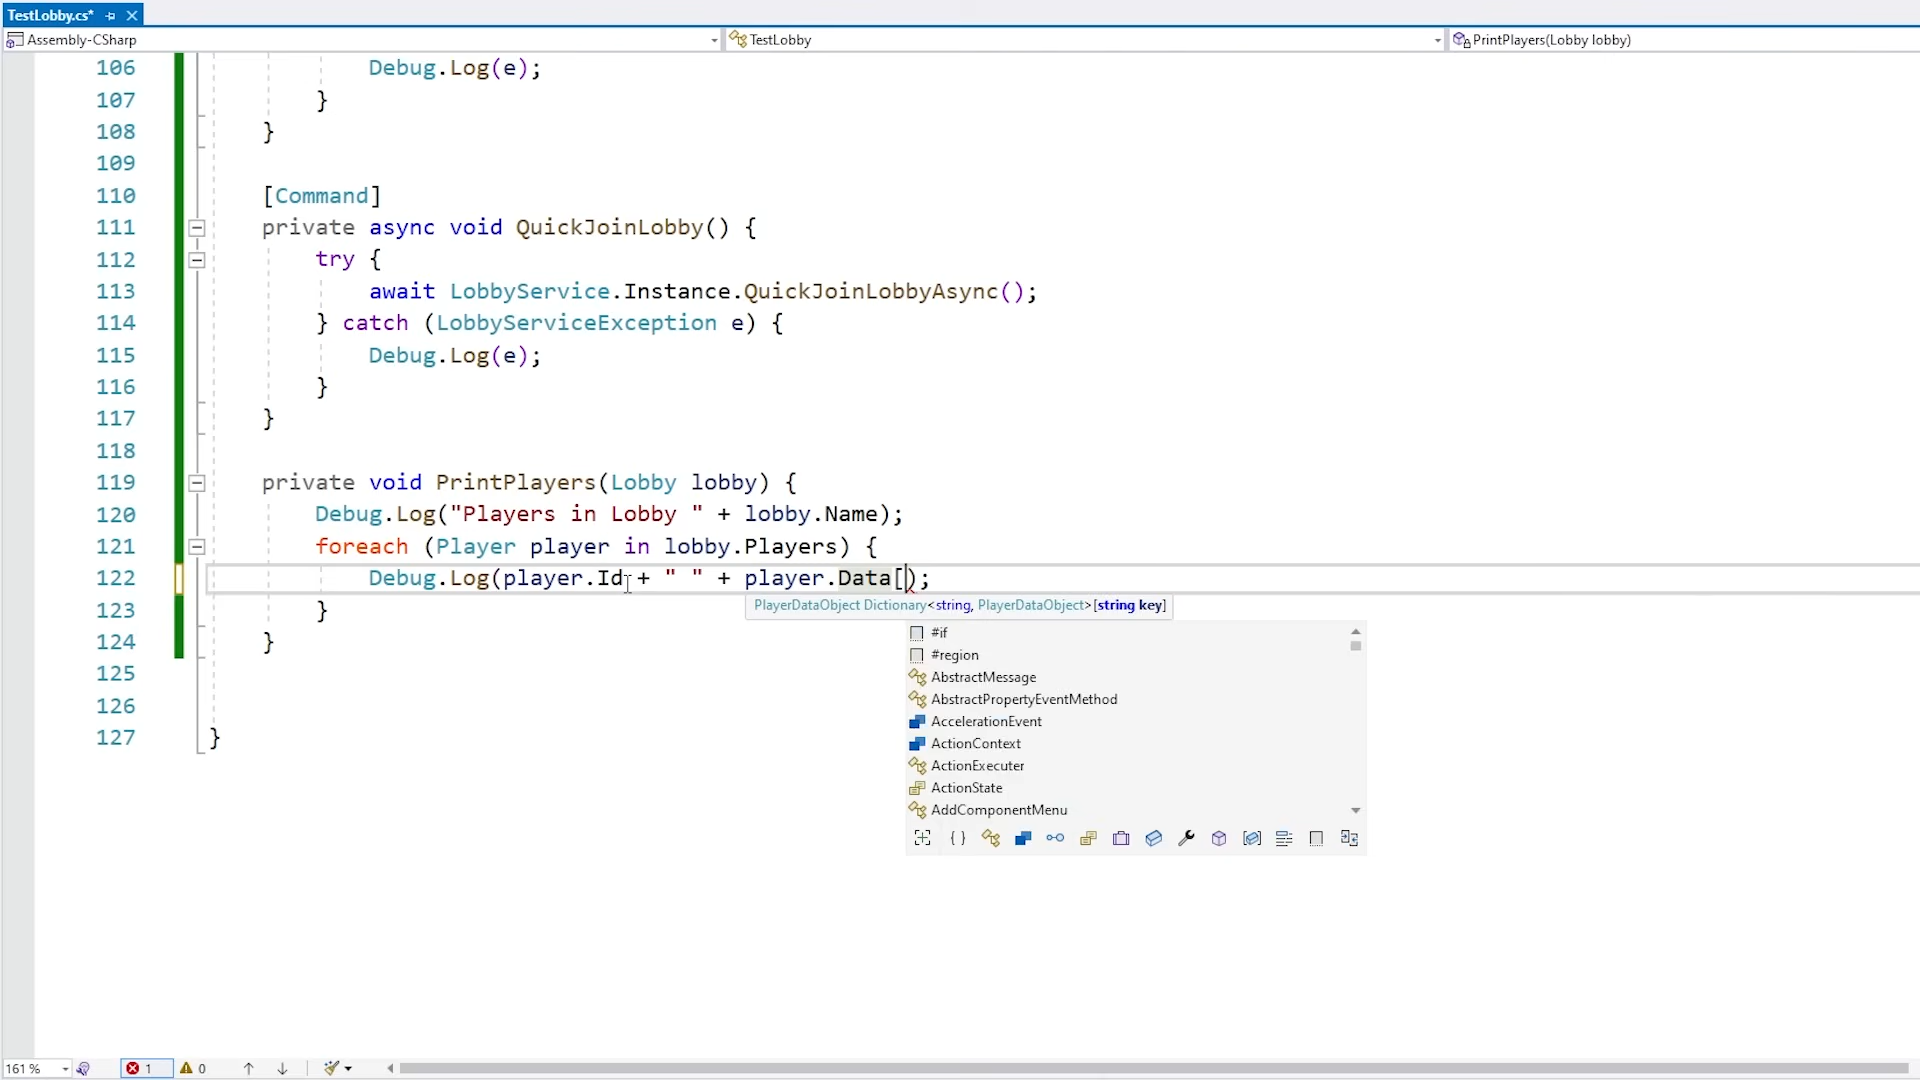 TestLobby.cs*
Assembly-CSharp
TestLobby
PrintPlayers(Lobby lobby)
106 Debug.Log(e);
107 }
108 }
109
110 [Command]
111 private async void QuickJoinLobby() {
112 try {
113 await LobbyService.Instance.QuickJoinLobbyAsync();
114 } catch (LobbyServiceException e) {
115 Debug.Log(e);
116 }
117 }
118
119 private void PrintPlayers(Lobby lobby) {
120 Debug.Log("Players in Lobby " + lobby.Name);
121 foreach (Player player in lobby.Players) {
122 Debug.Log(player.Id + " " + player.Data[);
PlayerDataObject Dictionary<string, PlayerDataObject>[string key]
123 }
#if
124 }
#region
125
AbstractMessage
AbstractPropertyEventMethod
126
AccelerationEvent
127 }
ActionContext
ActionExecuter
ActionState
AddComponentMenu
161 %
1
0